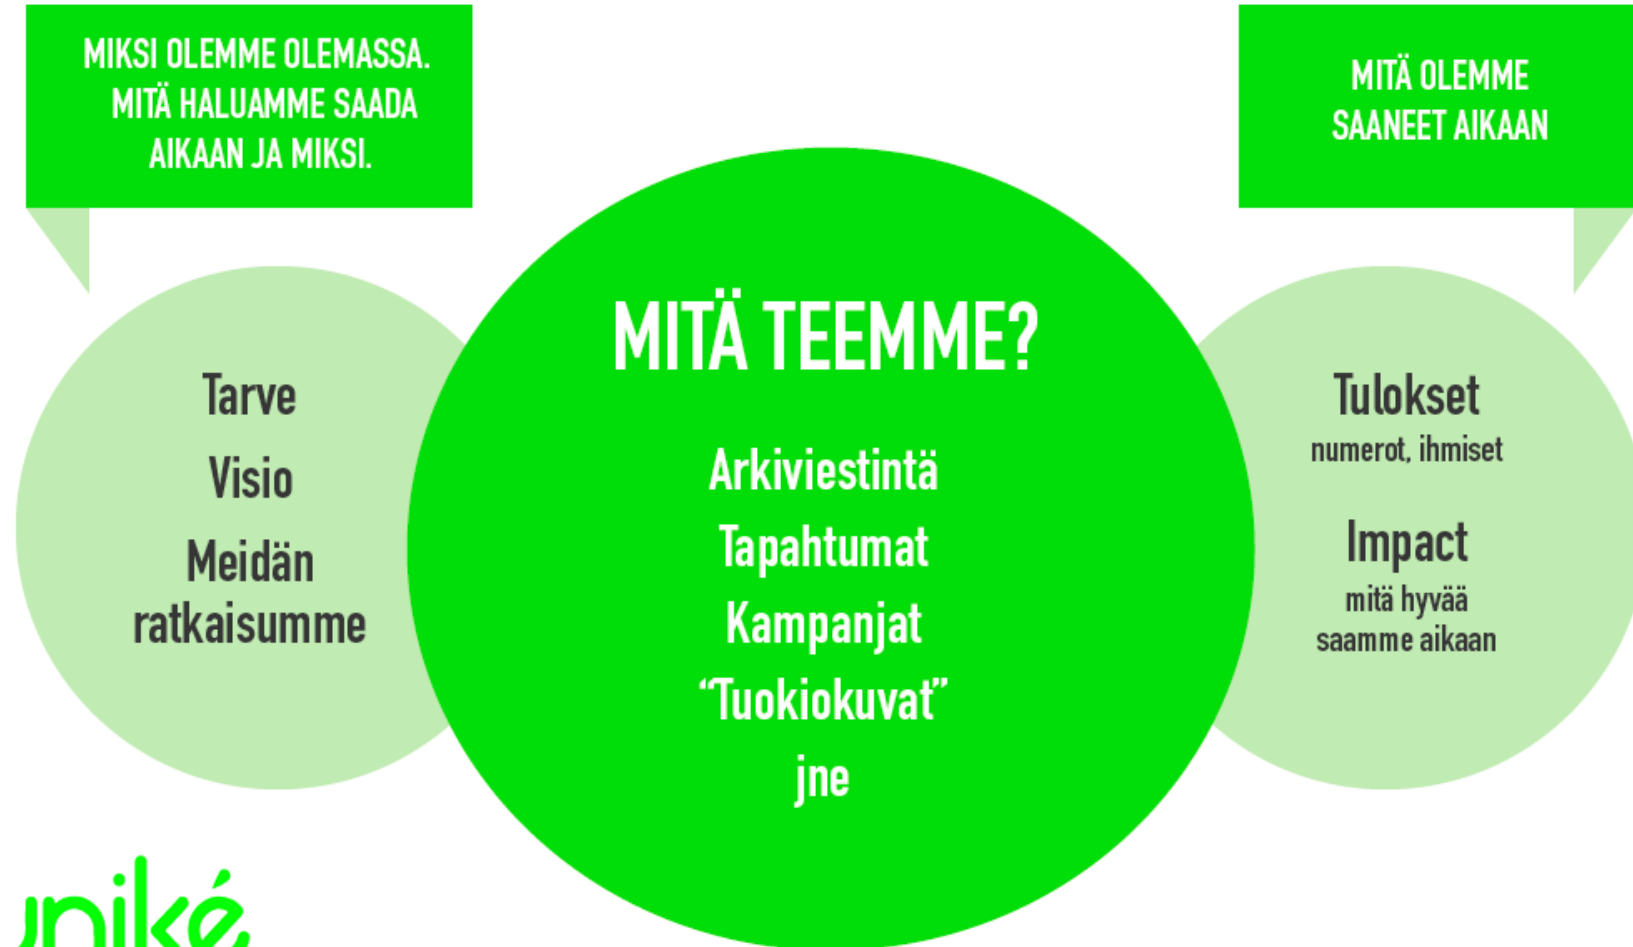 MIKSI OLEMME OLEMASSA.
MITÄ HALUAMME SAADA
AIKAAN JA MIKSI.
MITÄ OLEMME
SAANEET AIKAAN
Tarve
Visio
Meidän
ratkaisumme
MITÄ TEEMME?
Arkiviestintä
Tapahtumat
Kampanjat
“Tuokiokuvat”
jne
Tulokset
numerot, ihmiset
Impact
mitä hyvää
saamme aikaan